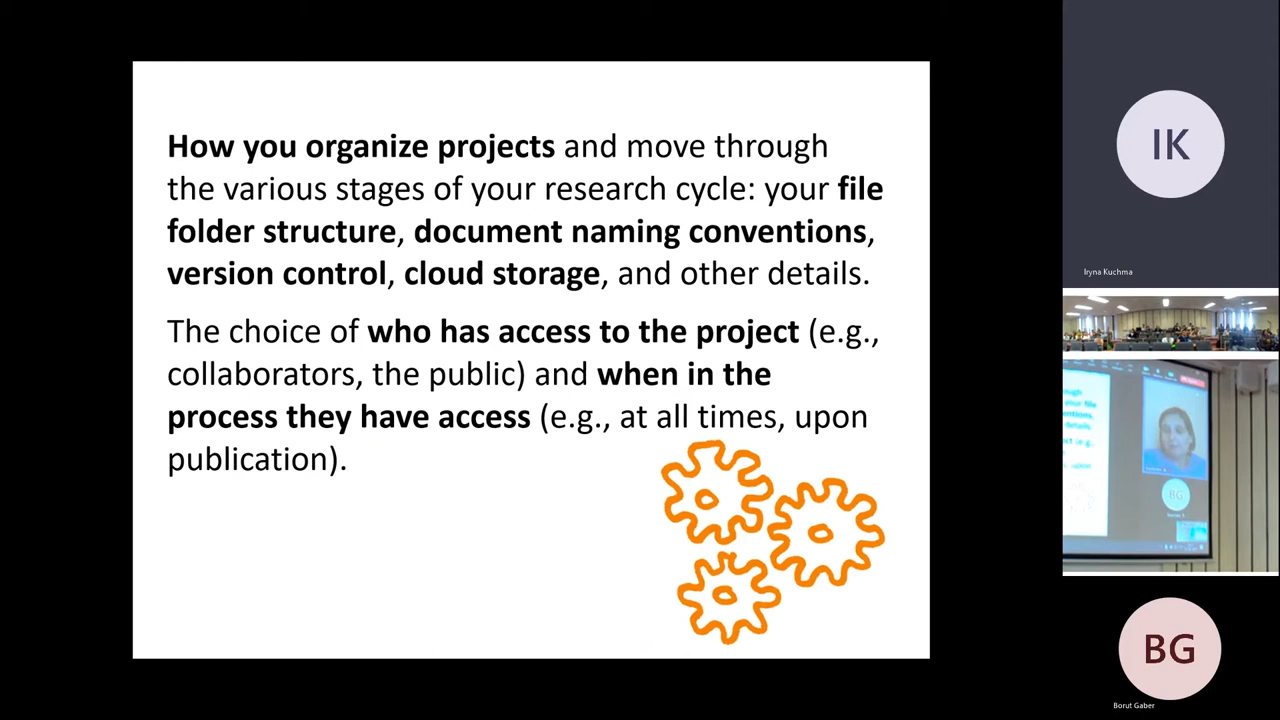 How you organize projects and move through
the various stages of your research cycle: your file
folder structure, document naming conventions,
version control, cloud storage, and other details.
The choice of who has access to the project (e.g.,
collaborators, the public) and when in the
process they have access (e.g., at all times, upon
publication).
IK
Iryna Kuchma
BG
BG
Borut Gaber